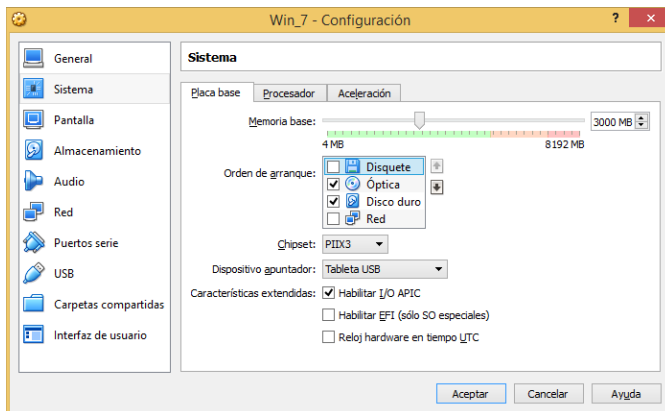 Win_7 - Configuración
General
Sistema
Pantalla
Almacenamiento
Audio
Red
Puertos serie
USB
Carpetas compartidas
Interfaz de usuario
Sistema
Placa base Procesador Aceleración
Memoria base: 3000 MB
4 MB 8192 MB
Orden de arranque: Disquete
Óptica
Disco duro
Red
Chipset: PIIX3
Dispositivo apuntador: Tableta USB
Características extendidas: Habilitar I/O APIC
Habilitar EFI (sólo SO especiales)
Reloj hardware en tiempo UTC
Aceptar Cancelar Ayuda